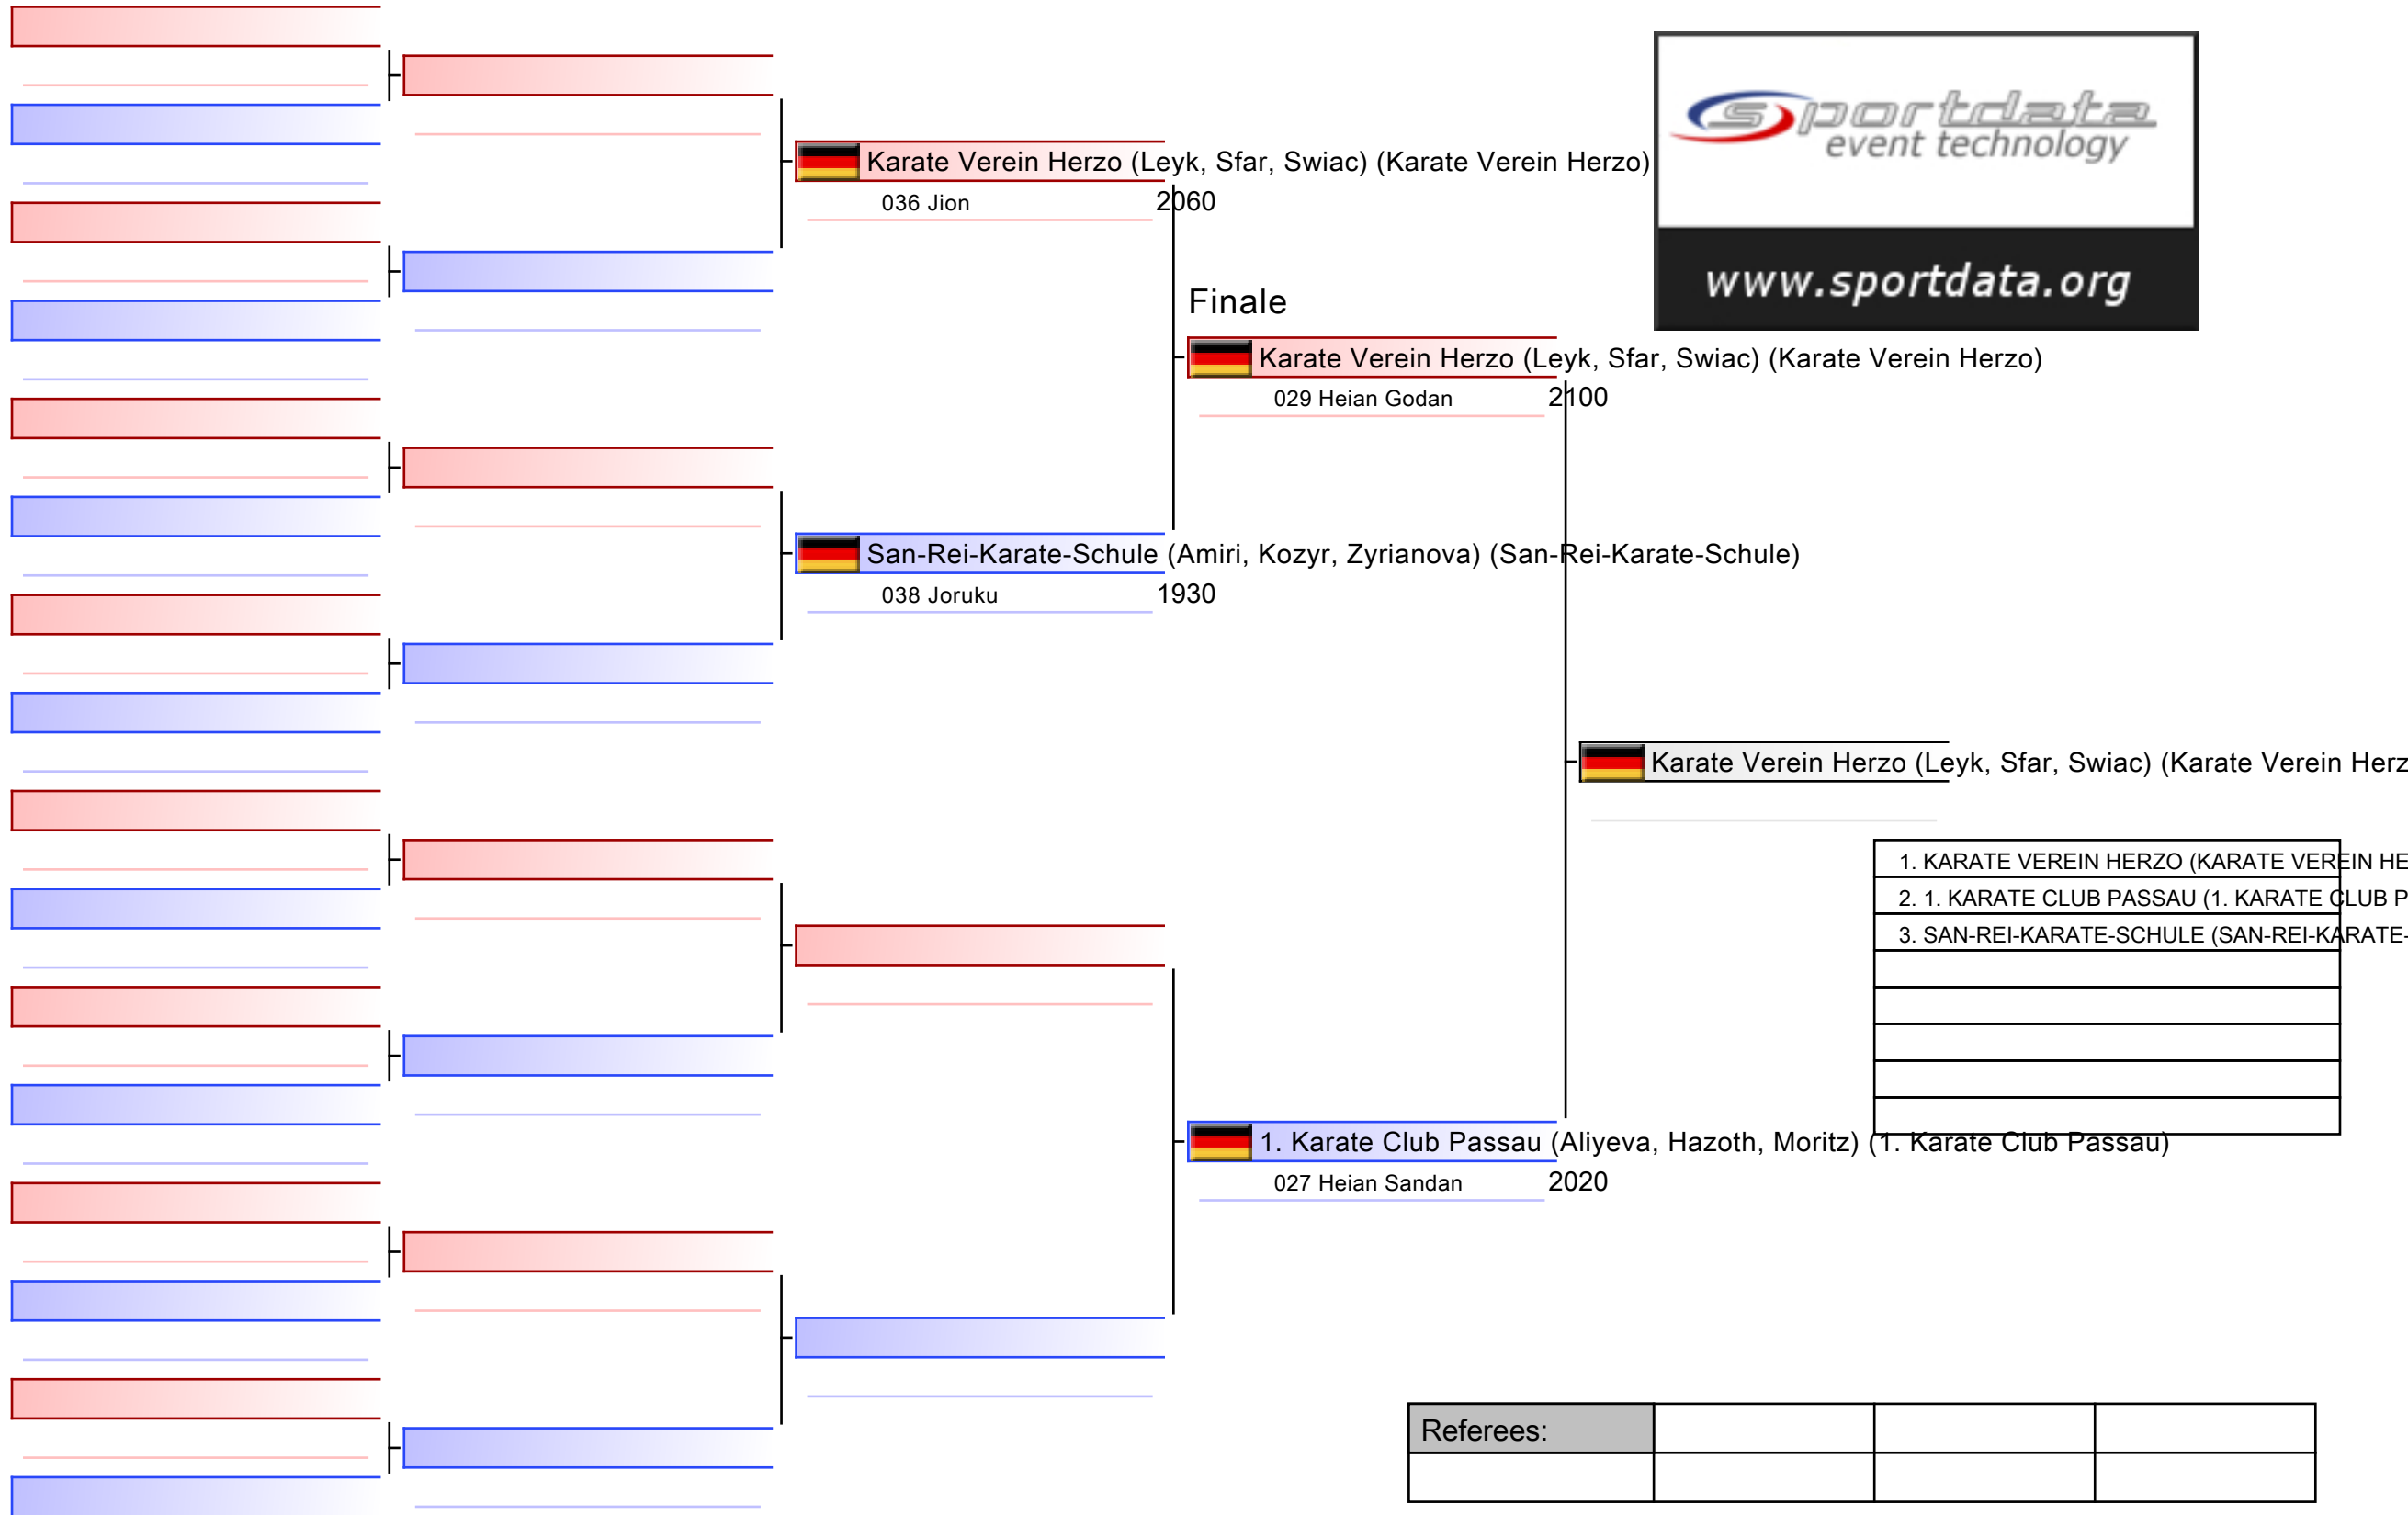 sportdata
event technology
www.sportdata.org
Karate Verein Herzo (Leyk, Sfar, Swiac) (Karate Verein Herzo)
036 Jion 2060
Finale
Karate Verein Herzo (Leyk, Sfar, Swiac) (Karate Verein Herzo)
029 Heian Godan 2100
San-Rei-Karate-Schule (Amiri, Kozyr, Zyrianova) (San-Rei-Karate-Schule)
038 Joruku 1930
Karate Verein Herzo (Leyk, Sfar, Swiac) (Karate Verein Herz
1. KARATE VEREIN HERZO (KARATE VEREIN HE
2. 1. KARATE CLUB PASSAU (1. KARATE CLUB P
3. SAN-REI-KARATE-SCHULE (SAN-REI-KARATE-
1. Karate Club Passau (Aliyeva, Hazoth, Moritz) (1. Karate Club Passau)
027 Heian Sandan 2020
Referees: